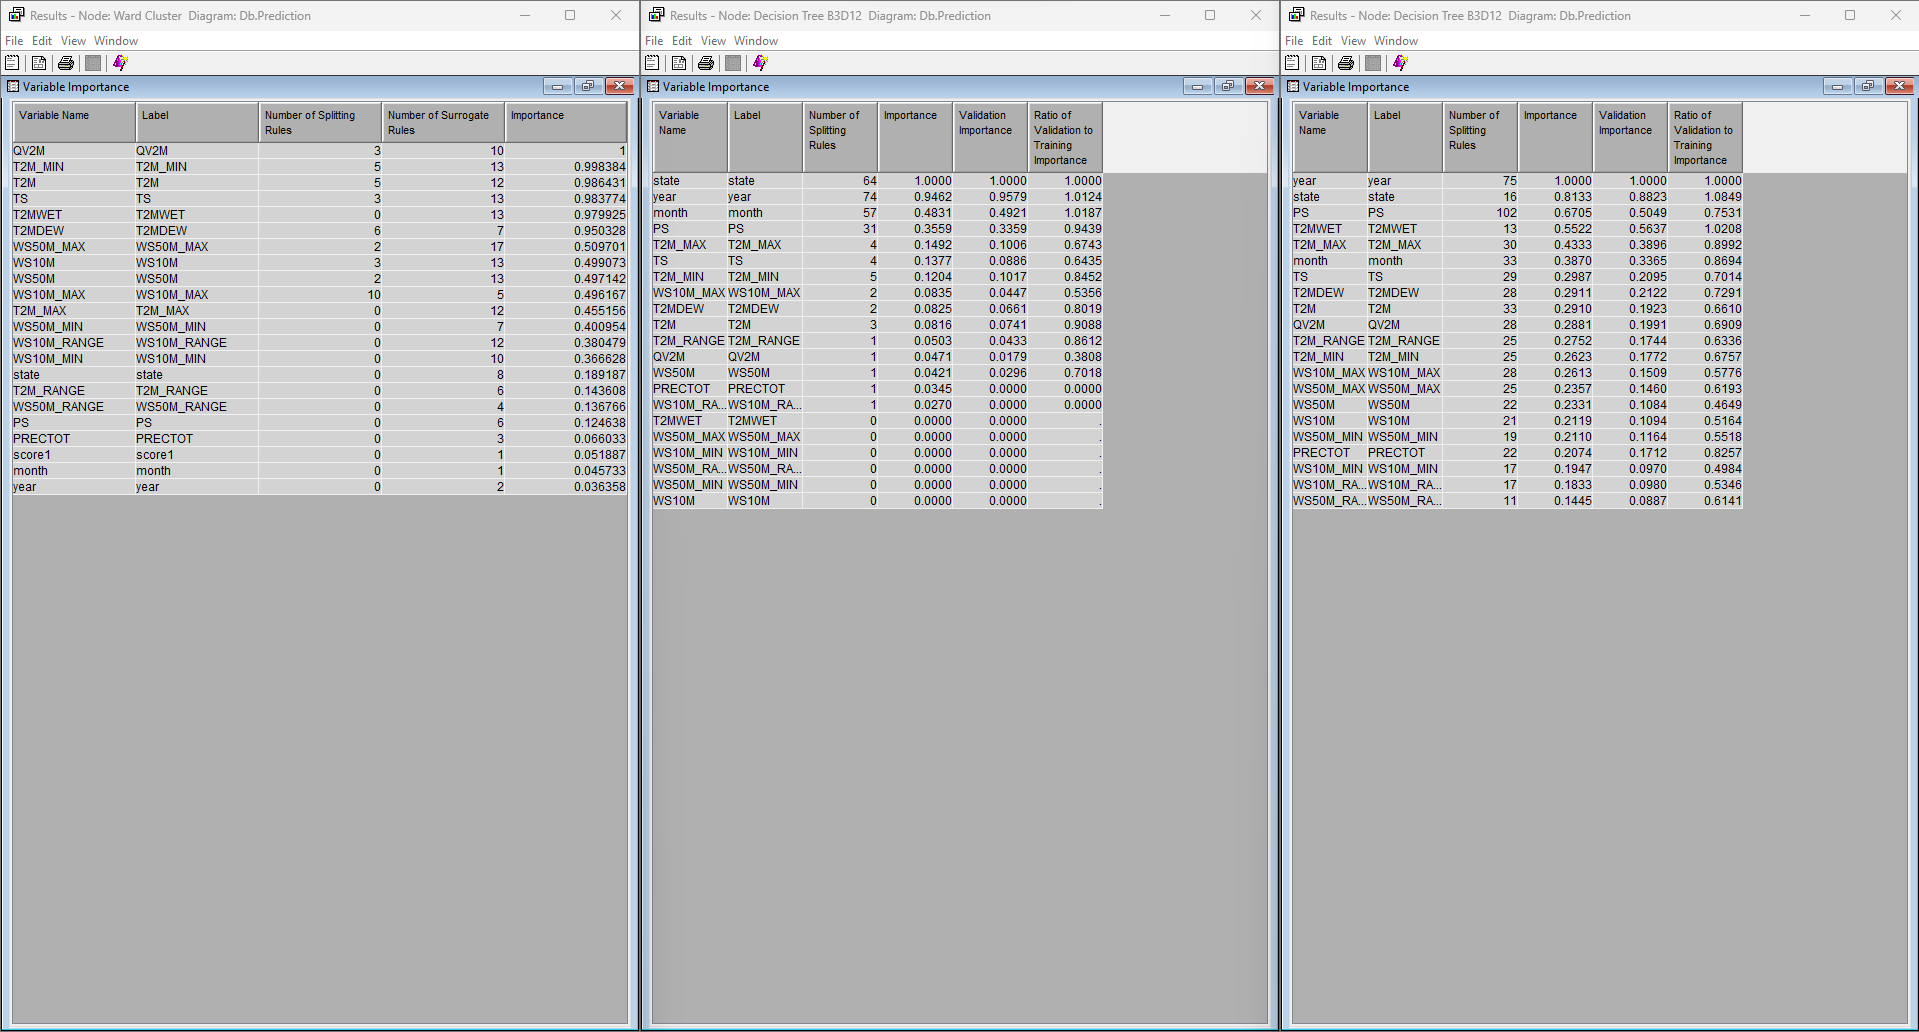 Results - Node: Ward Cluster  Diagram: Db.Prediction
File Edit View Window
Variable Importance
Variable Name Label Number of Splitting Rules Number of Surrogate Rules Importance
QV2M QV2M 3 10 1
T2M_MIN T2M_MIN 5 13 0.998384
T2M T2M 5 12 0.986431
TS TS 3 13 0.983774
T2MWET T2MWET 0 13 0.979925
T2MDEW T2MDEW 6 7 0.950328
WS50M_MAX WS50M_MAX 2 17 0.509701
WS10M WS10M 3 13 0.499073
WS50M WS50M 2 13 0.497142
WS10M_MAX WS10M_MAX 10 5 0.496167
T2M_MAX T2M_MAX 0 12 0.455156
WS50M_MIN WS50M_MIN 0 7 0.400954
WS10M_RANGE WS10M_RANGE 0 12 0.380479
WS10M_MIN WS10M_MIN 0 10 0.366628
state state 0 8 0.189187
T2M_RANGE T2M_RANGE 0 6 0.143608
WS50M_RANGE WS50M_RANGE 0 4 0.136766
PS PS 0 6 0.124638
PRECTOT PRECTOT 0 3 0.066033
score1 score1 0 1 0.051887
month month 0 1 0.045733
year year 0 2 0.036358
Results - Node: Decision Tree B3D12  Diagram: Db.Prediction
File Edit View Window
Variable Importance
Variable Name Label Number of Splitting Rules Importance Validation Importance Ratio of Validation to Training Importance
state state 64 1.0000 1.0000 1.0000
year year 74 0.9462 0.9579 1.0124
month month 57 0.4831 0.4921 1.0187
PS PS 31 0.3559 0.3359 0.9439
T2M_MAX T2M_MAX 4 0.1492 0.1006 0.6743
TS TS 4 0.1377 0.0886 0.6435
T2M_MIN T2M_MIN 5 0.1204 0.1017 0.8452
WS10M_MAX WS10M_MAX 2 0.0835 0.0447 0.5356
T2MDEW T2MDEW 2 0.0825 0.0661 0.8019
T2M T2M 3 0.0816 0.0741 0.9088
T2M_RANGE T2M_RANGE 1 0.0503 0.0433 0.8612
QV2M QV2M 1 0.0471 0.0179 0.3808
WS50M WS50M 1 0.0421 0.0296 0.7018
PRECTOT PRECTOT 1 0.0345 0.0000 0.0000
WS10M_RA... WS10M_RA... 1 0.0270 0.0000 0.0000
T2MWET T2MWET 0 0.0000 0.0000 .
WS50M_MAX WS50M_MAX 0 0.0000 0.0000 .
WS10M_MIN WS10M_MIN 0 0.0000 0.0000 .
WS50M_RA... WS50M_RA... 0 0.0000 0.0000 .
WS50M_MIN WS50M_MIN 0 0.0000 0.0000 .
WS10M WS10M 0 0.0000 0.0000 .
Results - Node: Decision Tree B3D12  Diagram: Db.Prediction
File Edit View Window
Variable Importance
Variable Name Label Number of Splitting Rules Importance Validation Importance Ratio of Validation to Training Importance
year year 75 1.0000 1.0000 1.0000
state state 16 0.8133 0.8823 1.0849
PS PS 102 0.6705 0.5049 0.7531
T2MWET T2MWET 13 0.5522 0.5637 1.0208
T2M_MAX T2M_MAX 30 0.4333 0.3896 0.8992
month month 33 0.3870 0.3365 0.8694
TS TS 29 0.2987 0.2095 0.7014
T2MDEW T2MDEW 28 0.2911 0.2122 0.7291
T2M T2M 33 0.2910 0.1923 0.6610
QV2M QV2M 28 0.2881 0.1991 0.6909
T2M_RANGE T2M_RANGE 25 0.2752 0.1744 0.6336
T2M_MIN T2M_MIN 25 0.2623 0.1772 0.6757
WS10M_MAX WS10M_MAX 28 0.2613 0.1509 0.5776
WS50M_MAX WS50M_MAX 25 0.2357 0.1460 0.6193
WS50M WS50M 22 0.2331 0.1084 0.4649
WS10M WS10M 21 0.2119 0.1094 0.5164
WS50M_MIN WS50M_MIN 19 0.2110 0.1164 0.5518
PRECTOT PRECTOT 22 0.2074 0.1712 0.8257
WS10M_MIN WS10M_MIN 17 0.1947 0.0970 0.4984
WS10M_RA... WS10M_RA... 17 0.1833 0.0980 0.5346
WS50M_RA... WS50M_RA... 11 0.1445 0.0887 0.6141